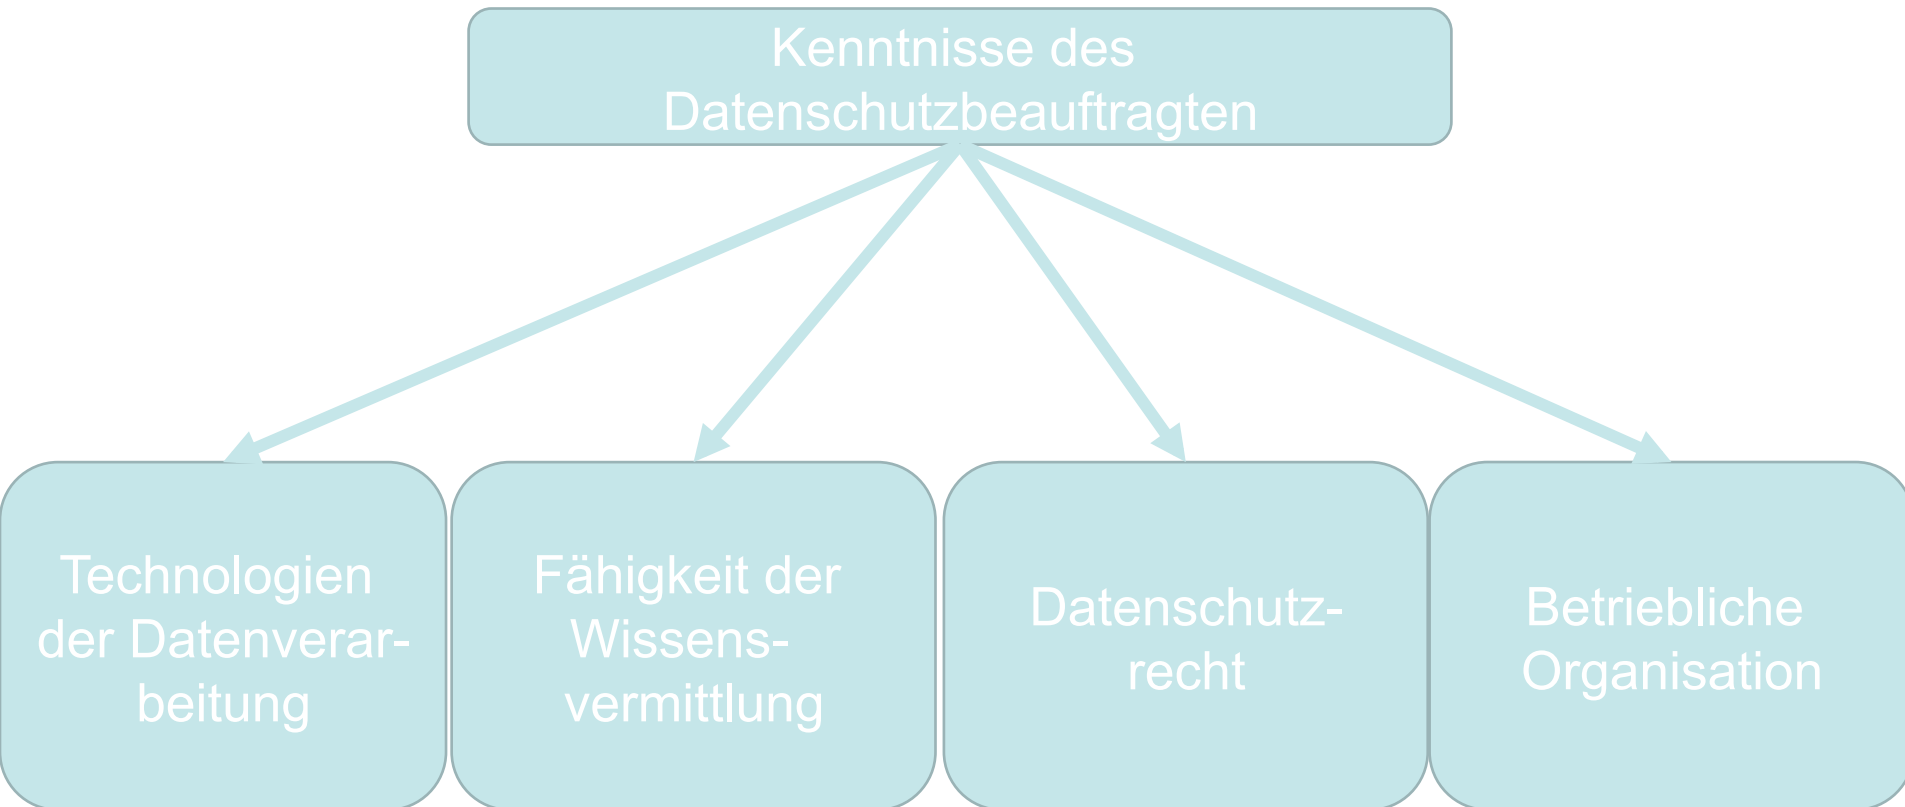 Kenntnisse des
Datenschutzbeauftragten
Technologien
der Datenverar-
beitung
Fähigkeit der
Wissens-
vermittlung
Datenschutz-
recht
Betriebliche
Organisation